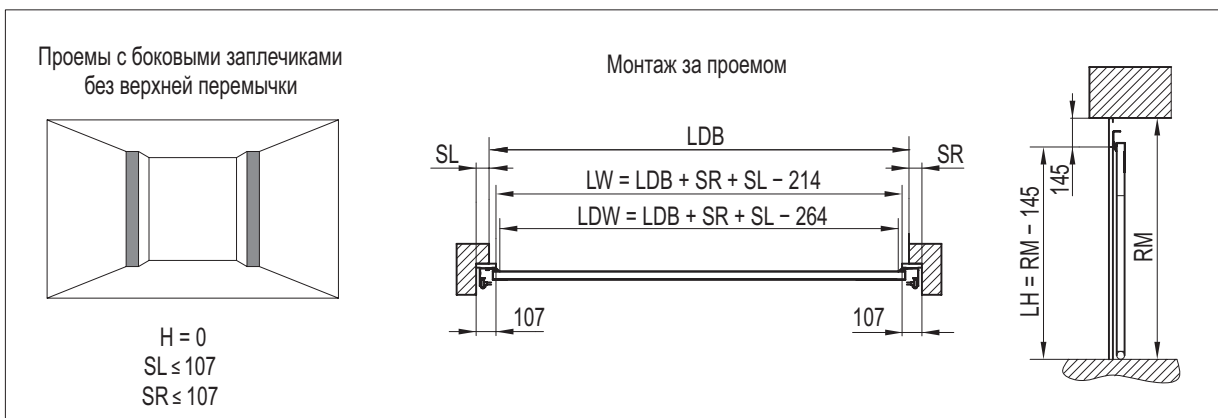 Проемы с боковыми заплечиками
без верхней перемычки
H = 0
SL ≤ 107
SR ≤ 107
Монтаж за проемом
SL
LDB
SR
LW = LDB + SR + SL − 214
LDW = LDB + SR + SL − 264
107
107
145
LH = RM − 145
RM